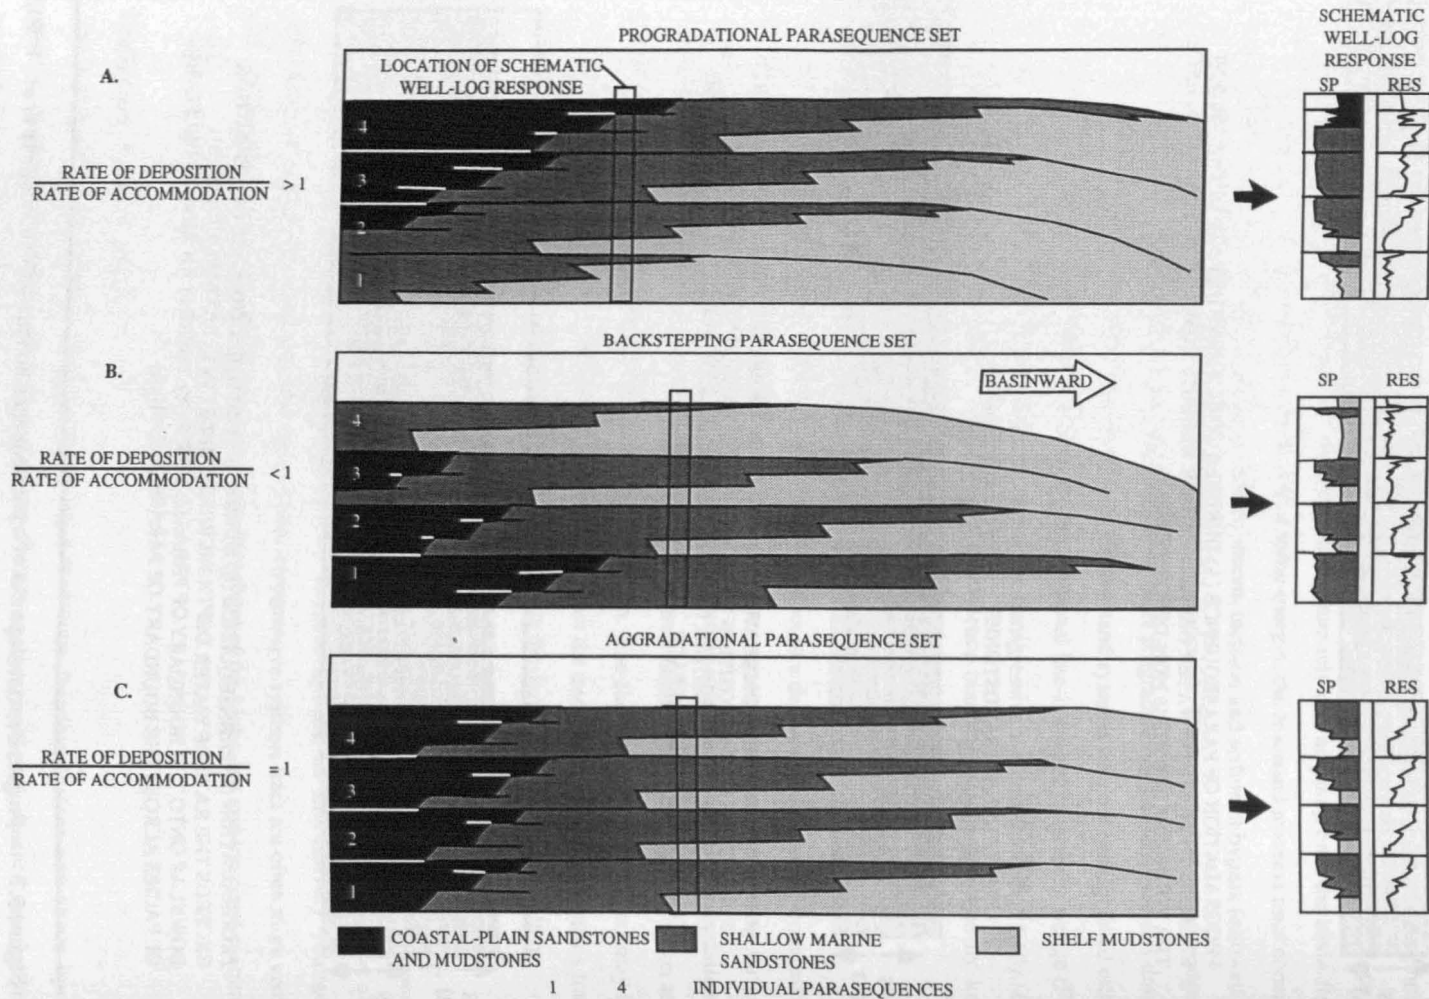 PROGRADATIONAL PARASEQUENCE SET
SCHEMATIC
WELL-LOG
RESPONSE
SP RES
A.
LOCATION OF SCHEMATIC
WELL-LOG RESPONSE
4
3
2
1
RATE OF DEPOSITION
RATE OF ACCOMMODATION > 1
BACKSTEPPING PARASEQUENCE SET
B.
BASINWARD
SP RES
4
3
2
1
RATE OF DEPOSITION
RATE OF ACCOMMODATION < 1
AGGRADATIONAL PARASEQUENCE SET
C.
SP RES
4
3
2
1
RATE OF DEPOSITION
RATE OF ACCOMMODATION = 1
COASTAL-PLAIN SANDSTONES
AND MUDSTONES
SHALLOW MARINE
SANDSTONES
SHELF MUDSTONES
1 4 INDIVIDUAL PARASEQUENCES